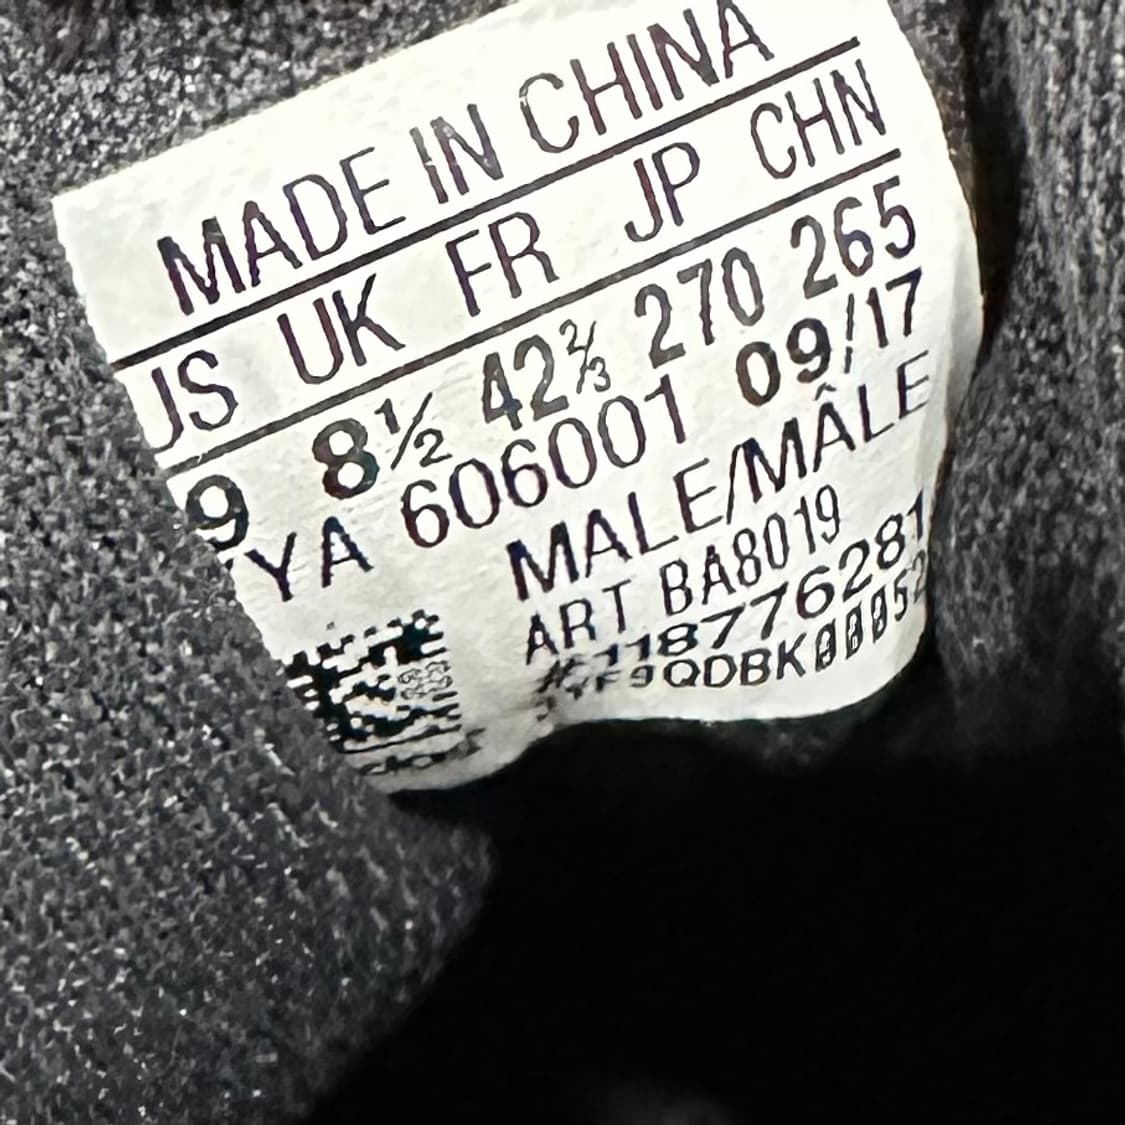 MADE IN CHINA
US UK FR JP CHN
9 8½ 42⅔ 270 265
YA 606001 09/17
MALE/MÂLE
ART BA8019
#118776281